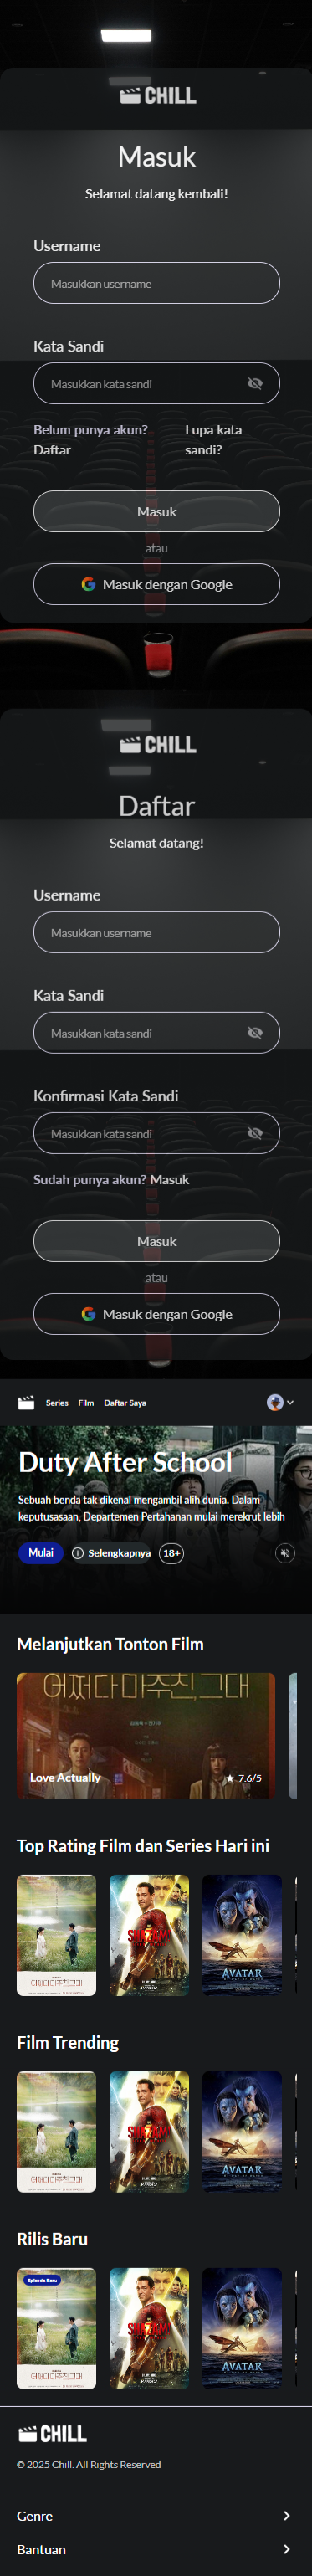 CHILL
Masuk
Selamat datang kembali!
Username
Masukkan username
Kata Sandi
Masukkan kata sandi
Belum punya akun?
Daftar
Lupa kata
sandi?
Masuk
atau
Masuk dengan Google
CHILL
Daftar
Selamat datang!
Username
Masukkan username
Kata Sandi
Masukkan kata sandi
Konfirmasi Kata Sandi
Masukkan kata sandi
Sudah punya akun? Masuk
Masuk
atau
Masuk dengan Google
Series Film Daftar Saya
Duty After School
Sebuah benda tak dikenal mengambil alih dunia. Dalam
keputusasaan, Departemen Pertahanan mulai merekrut lebih
Mulai
Selengkapnya
18+
Melanjutkan Tonton Film
어쩌다 마주친, 그대
Love Actually
7.6/5
Top Rating Film dan Series Hari ini
SHAZAM!
AVATAR
Film Trending
SHAZAM!
AVATAR
Rilis Baru
Episode Baru
SHAZAM!
AVATAR
CHILL
© 2025 Chill. All Rights Reserved
Genre
Bantuan